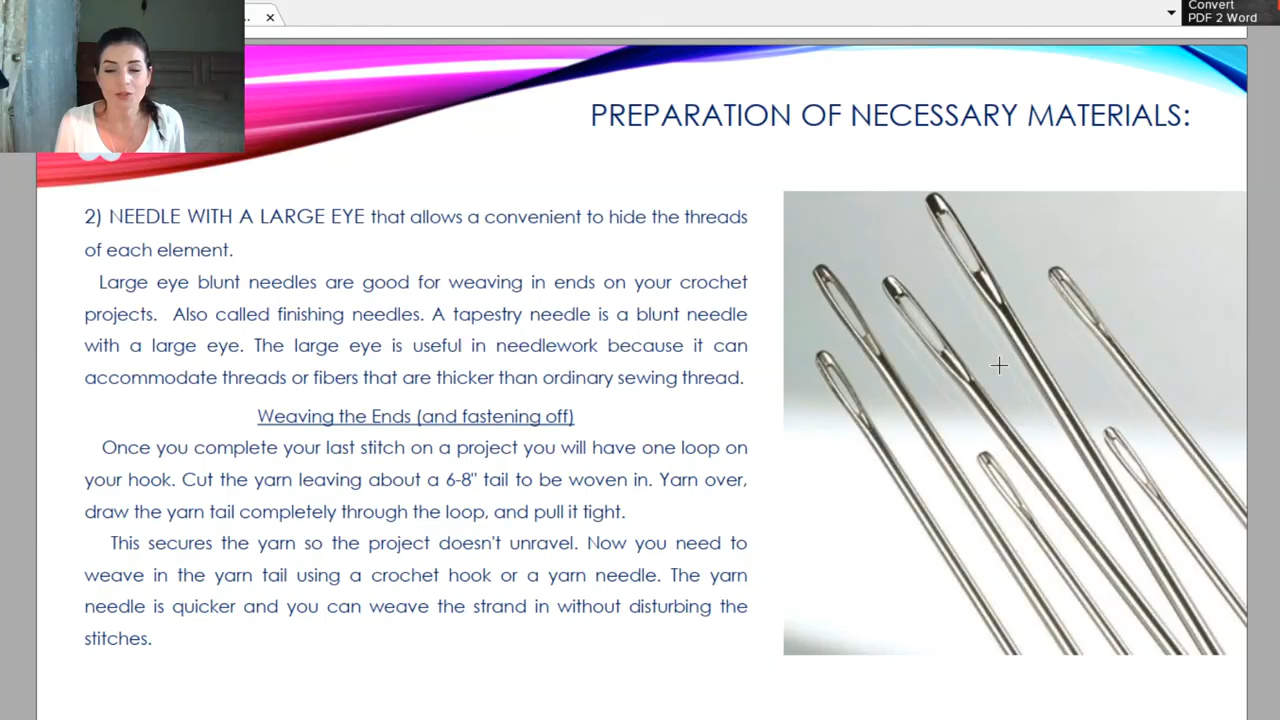 ..
Convert
PDF 2 Word
PREPARATION OF NECESSARY MATERIALS:
2) NEEDLE WITH A LARGE EYE that allows a convenient to hide the threads
of each element.
Large eye blunt needles are good for weaving in ends on your crochet
projects. Also called finishing needles. A tapestry needle is a blunt needle
with a large eye. The large eye is useful in needlework because it can
accommodate threads or fibers that are thicker than ordinary sewing thread.
Weaving the Ends (and fastening off)
Once you complete your last stitch on a project you will have one loop on
your hook. Cut the yarn leaving about a 6-8" tail to be woven in. Yarn over,
draw the yarn tail completely through the loop, and pull it tight.
This secures the yarn so the project doesn't unravel. Now you need to
weave in the yarn tail using a crochet hook or a yarn needle. The yarn
needle is quicker and you can weave the strand in without disturbing the
stitches.